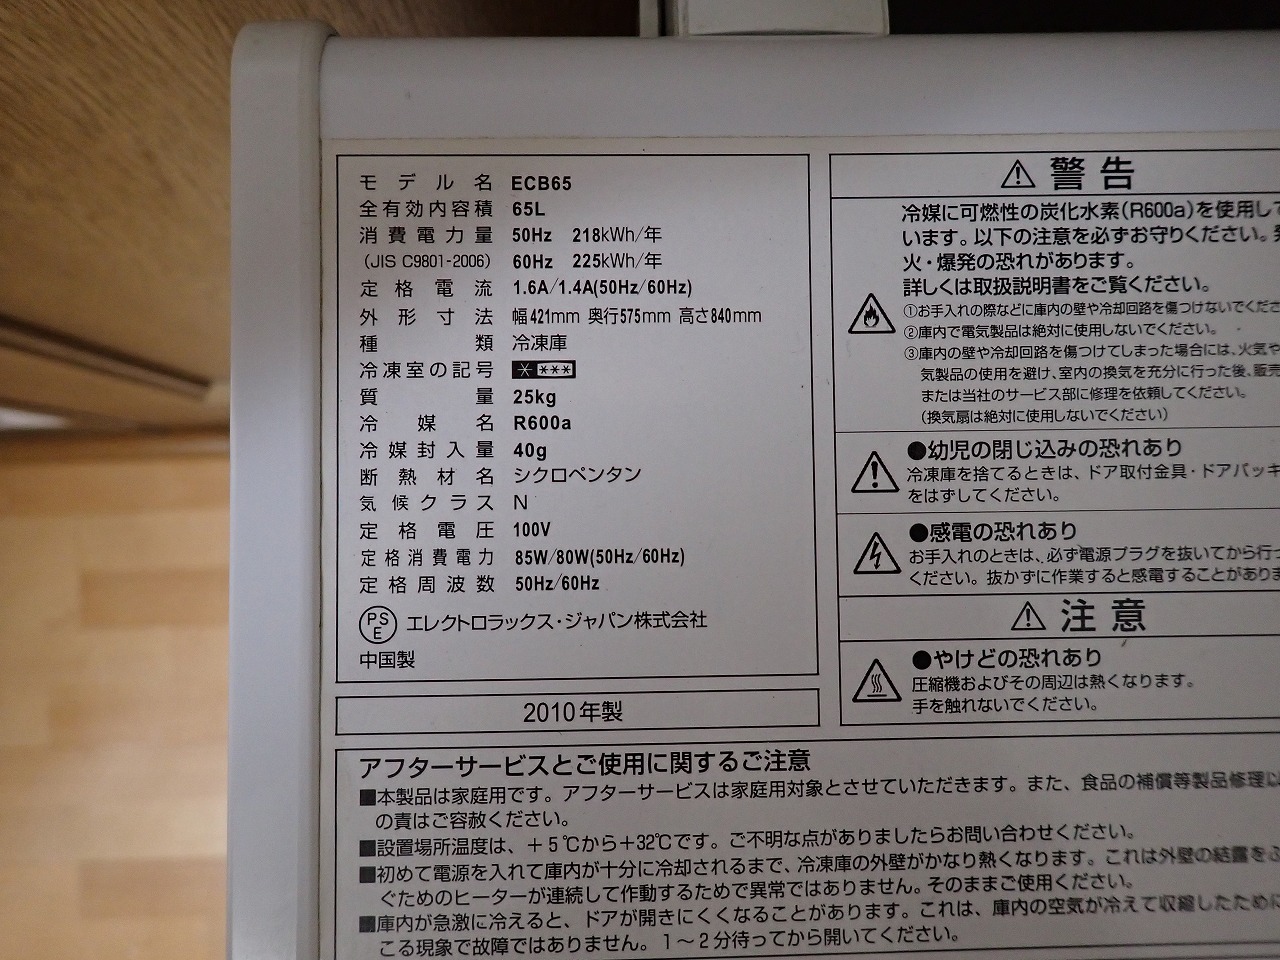 モデル名 ECB65
全有効内容積 65L
消費電力量 50Hz 218kWh/年
(JIS C9801-2006) 60Hz 225kWh/年
定格電流 1.6A/1.4A(50Hz/60Hz)
外形寸法 幅421mm 奥行575mm 高さ840mm
種類 冷凍庫
冷凍室の記号 * ***
質量 25kg
冷媒名 R600a
冷媒封入量 40g
断熱材名 シクロペンタン
気候クラス N
定格電圧 100V
定格消費電力 85W/80W(50Hz/60Hz)
定格周波数 50Hz/60Hz
PSE エレクトロラックス・ジャパン株式会社
中国製
2010年製
警告
冷媒に可燃性の炭化水素(R600a)を使用して
います。以下の注意を必ずお守りください。発
火・爆発の恐れがあります。
詳しくは取扱説明書をご覧ください。
①お手入れの際などに庫内の壁や冷却回路を傷つけないでくださ
②庫内で電気製品は絶対に使用しないでください。
③庫内の壁や冷却回路を傷つけてしまった場合には、火気や
気製品の使用を避け、室内の換気を充分に行った後、販売
または当社のサービス部に修理を依頼してください。
(換気扇は絶対に使用しないでください)
●幼児の閉じ込みの恐れあり
冷凍庫を捨てるときは、ドア取付金具・ドアパッキ
をはずしてください。
●感電の恐れあり
お手入れのときは、必ず電源プラグを抜いてから行っ
ください。抜かずに作業すると感電することがありま
注意
●やけどの恐れあり
圧縮機およびその周辺は熱くなります。
手を触れないでください。
アフターサービスとご使用に関するご注意
■本製品は家庭用です。アフターサービスは家庭用対象とさせていただきます。また、食品の補償等製品修理以
の責はご容赦ください。
■設置場所温度は、+5℃から+32℃です。ご不明な点がありましたらお問い合わせください。
■初めて電源を入れて庫内が十分に冷却されるまで、冷凍庫の外壁がかなり熱くなります。これは外壁の結露をふ
ぐためのヒーターが連続して作動するためで異常ではありません。そのままご使用ください。
■庫内が急激に冷えると、ドアが開きにくくなることがあります。これは、庫内の空気が冷えて収縮したために
こる現象で故障ではありません。1～2分待ってから開いてください。